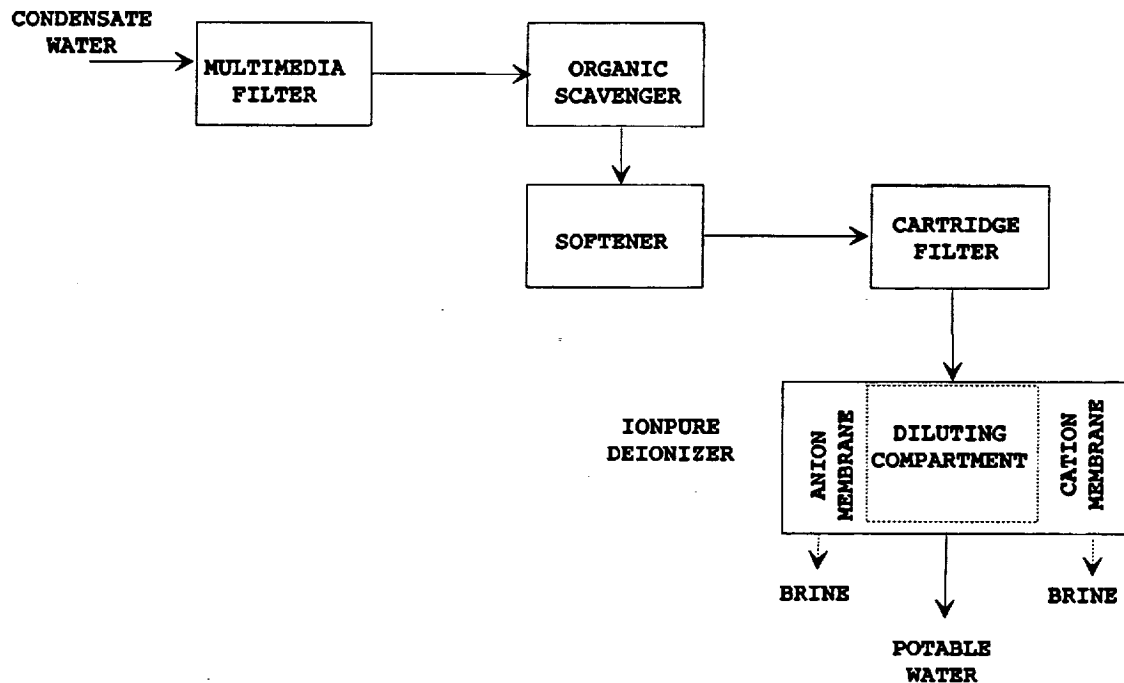 CONDENSATE
WATER
MULTIMEDIA
FILTER
ORGANIC
SCAVENGER
SOFTENER
CARTRIDGE
FILTER
IONPURE
DEIONIZER
ANION
MEMBRANE
DILUTING
COMPARTMENT
CATION
MEMBRANE
BRINE
BRINE
POTABLE
WATER